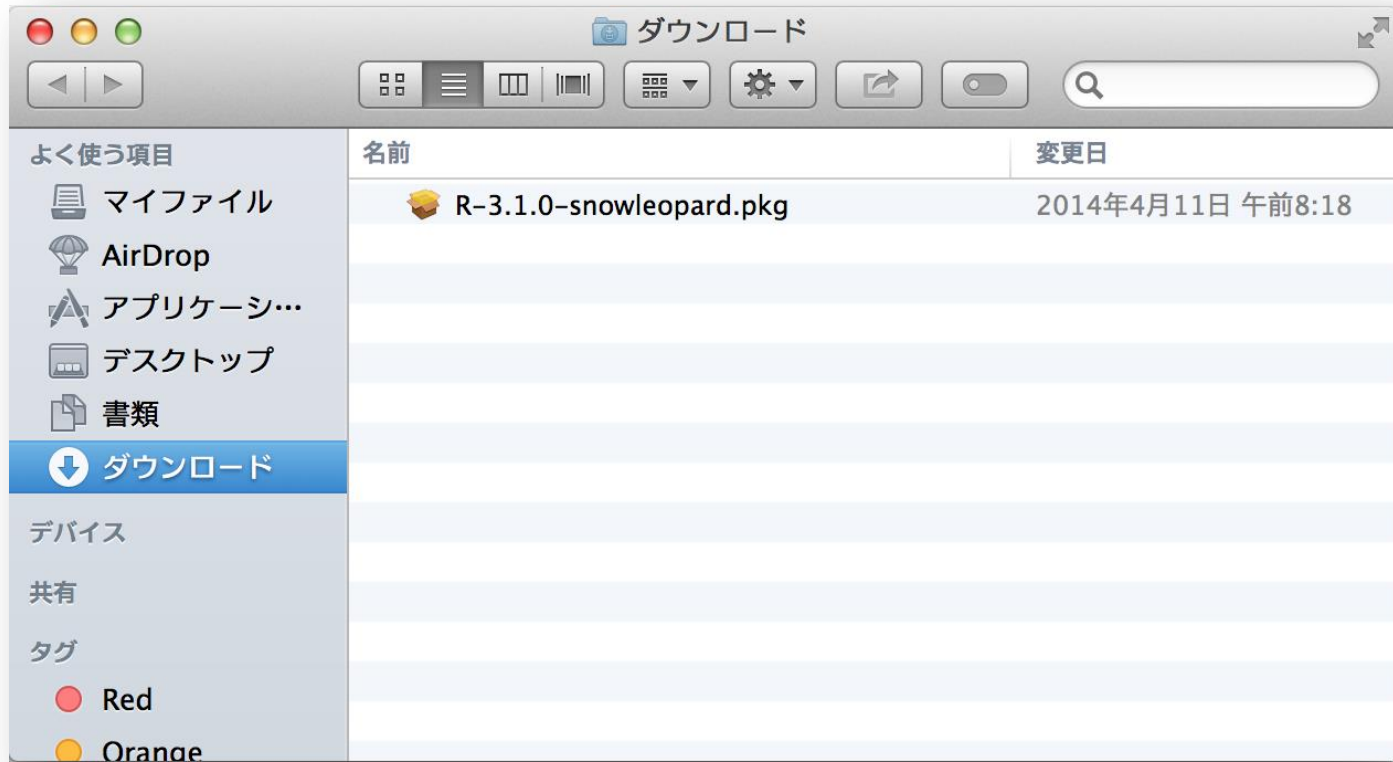 ダウンロード
よく使う項目
マイファイル
AirDrop
アプリケーシ…
デスクトップ
書類
ダウンロード
デバイス
共有
タグ
Red
Orange
名前 変更日
R-3.1.0-snowleopard.pkg 2014年4月11日 午前8:18